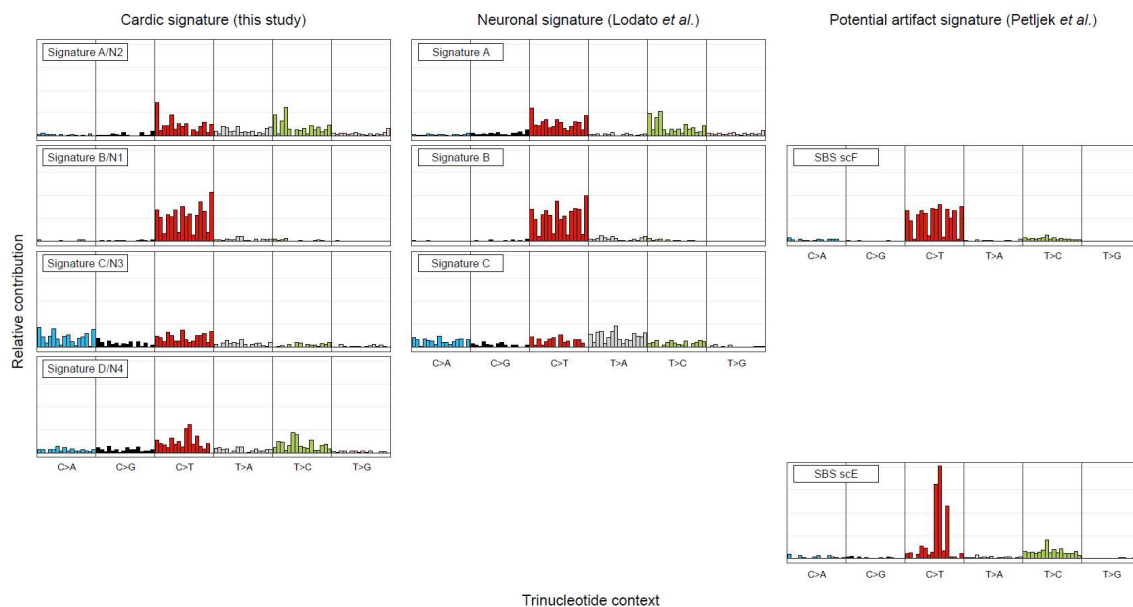 Cardic signature (this study)
Neuronal signature (Lodato et al.)
Potential artifact signature (Petljek et al.)
Relative contribution
Signature A/N2
Signature A
Signature B/N1
Signature B
SBS scF
C>A C>G C>T T>A T>C T>G
Signature C/N3
Signature C
C>A C>G C>T T>A T>C T>G
Signature D/N4
C>A C>G C>T T>A T>C T>G
SBS scE
C>A C>G C>T T>A T>C T>G
Trinucleotide context